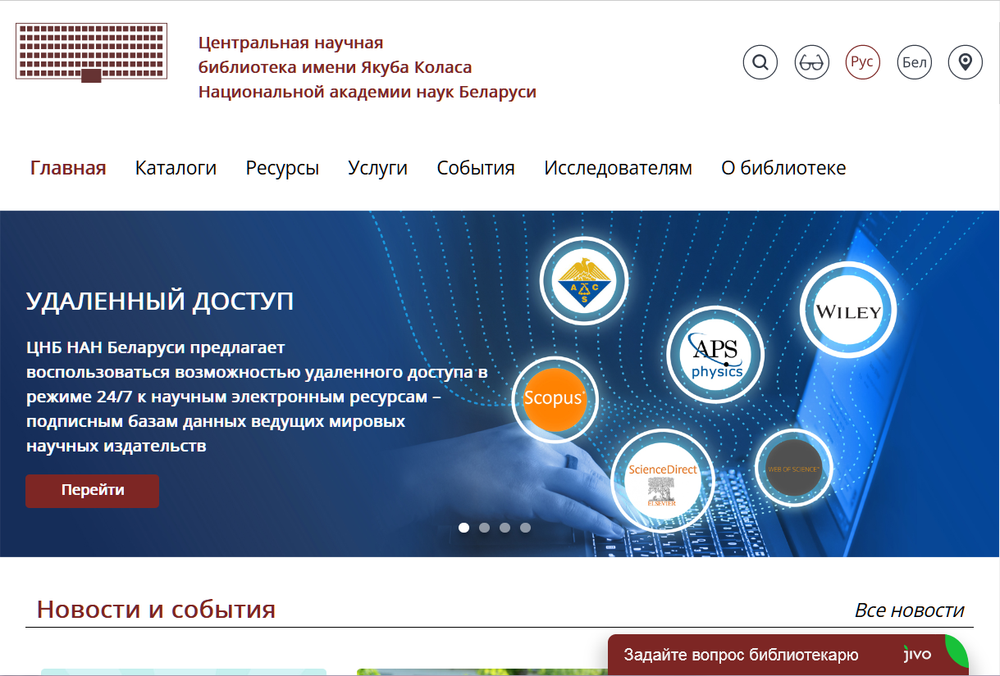 Центральная научная
библиотека имени Якуба Коласа
Национальной академии наук Беларуси
Рус
Бел
Главная Каталоги Ресурсы Услуги События Исследователям О библиотеке
УДАЛЕННЫЙ ДОСТУП
ЦНБ НАН Беларуси предлагает
воспользоваться возможностью удаленного доступа в
режиме 24/7 к научным электронным ресурсам –
подписным базам данных ведущих мировых
научных издательств
Перейти
A C
S
WILEY
APS
physics
Scopus
ScienceDirect
ELSEVIER
WEB OF SCIENCE
Новости и события
Все новости
Задайте вопрос библиотекарю
jivo